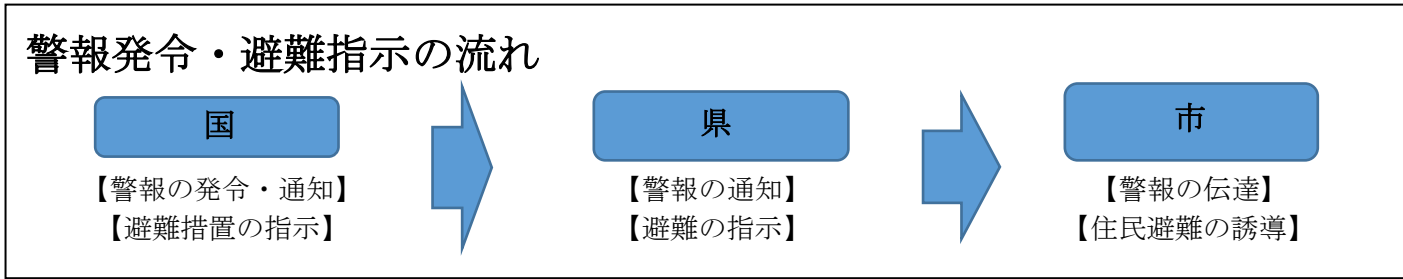 警報発令・避難指示の流れ
国
県
市
【警報の発令・通知】
【避難措置の指示】
【警報の通知】
【避難の指示】
【警報の伝達】
【住民避難の誘導】